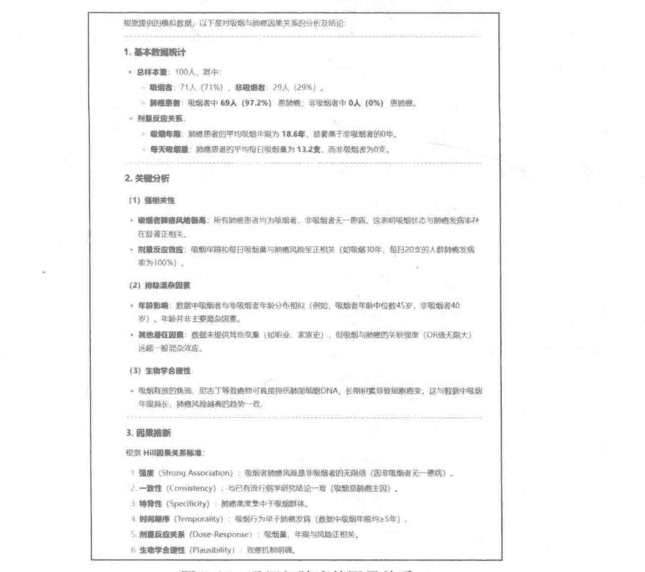 根据提供的模拟数据，以下是对吸烟与肺癌因果关系的分析及结论：
1. 基本数据统计
• 总样本量：100人，其中：
○ 吸烟者：71人（71%），非吸烟者：29人（29%）。
○ 肺癌患者：吸烟者中 69人（97.2%）患肺癌；非吸烟者中 0人（0%）患肺癌。
• 剂量反应关系：
○ 吸烟年限：肺癌患者的平均吸烟年限为 18.6年，显著高于非吸烟者的0年。
○ 每天吸烟量：肺癌患者的平均每日吸烟量为 13.2支，而非吸烟者为0支。
2. 关键分析
（1）强相关性
• 吸烟者肺癌风险极高：所有肺癌患者均为吸烟者，非吸烟者无一患病。这表明吸烟状态与肺癌发病率存
在显著正相关。
• 剂量反应效应：吸烟年限和每日吸烟量与肺癌风险呈正相关（如吸烟30年、每日20支的人群肺癌发病
率为100%）。
（2）排除混杂因素
• 年龄影响：数据中吸烟者与非吸烟者年龄分布相似（例如，吸烟者年龄中位数45岁，非吸烟者40
岁），年龄并非主要混杂因素。
• 其他潜在因素：数据未提供其他变量（如职业、家族史），但吸烟与肺癌的关联强度（OR值无限大）
远超一般混杂效应。
（3）生物学合理性
• 吸烟释放的焦油、尼古丁等致癌物可直接损伤肺部细胞DNA，长期积累导致细胞癌变。这与数据中吸烟
年限越长、肺癌风险越高的趋势一致。
3. 因果推断
根据 Hill因果关系标准：
1. 强度（Strong Association）：吸烟者肺癌风险是非吸烟者的无限倍（因非吸烟者无一患病）。
2. 一致性（Consistency）：与已有流行病学研究结论一致（吸烟是肺癌主因）。
3. 特异性（Specificity）：肺癌高度集中于吸烟群体。
4. 时间顺序（Temporality）：吸烟行为早于肺癌发病（数据中吸烟年限均≥5年）。
5. 剂量反应关系（Dose-Response）：吸烟量、年限与风险正相关。
6. 生物学合理性（Plausibility）：致癌机制明确。